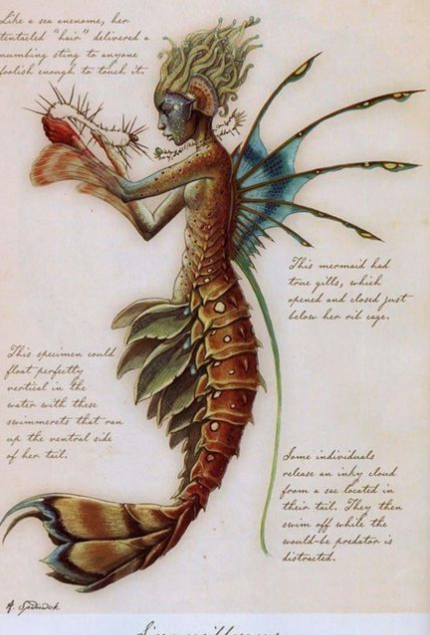 Like a sea anenome, her
tentacled "hair" delivered a
numbing sting to anyone
foolish enough to touch it.
This mermaid had
true gills, which
opened and closed just
below her rib cage.
This specimen could
float perfectly
vertical in the
water with these
swimmerets that ran
up the ventral side
of her tail.
Some individuals
release an inky cloud
from a sac located in
their tail. They then
swim off while the
would-be predator is
distracted.
A. Spiderwick